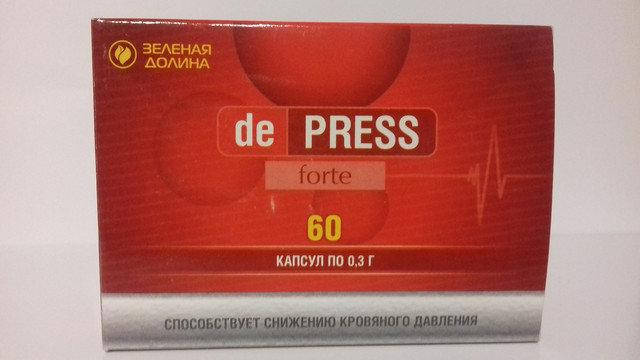 ЗЕЛЕНАЯ
ДОЛИНА
de PRESS
forte
60
КАПСУЛ ПО 0,3 Г
СПОСОБСТВУЕТ СНИЖЕНИЮ КРОВЯНОГО ДАВЛЕНИЯ